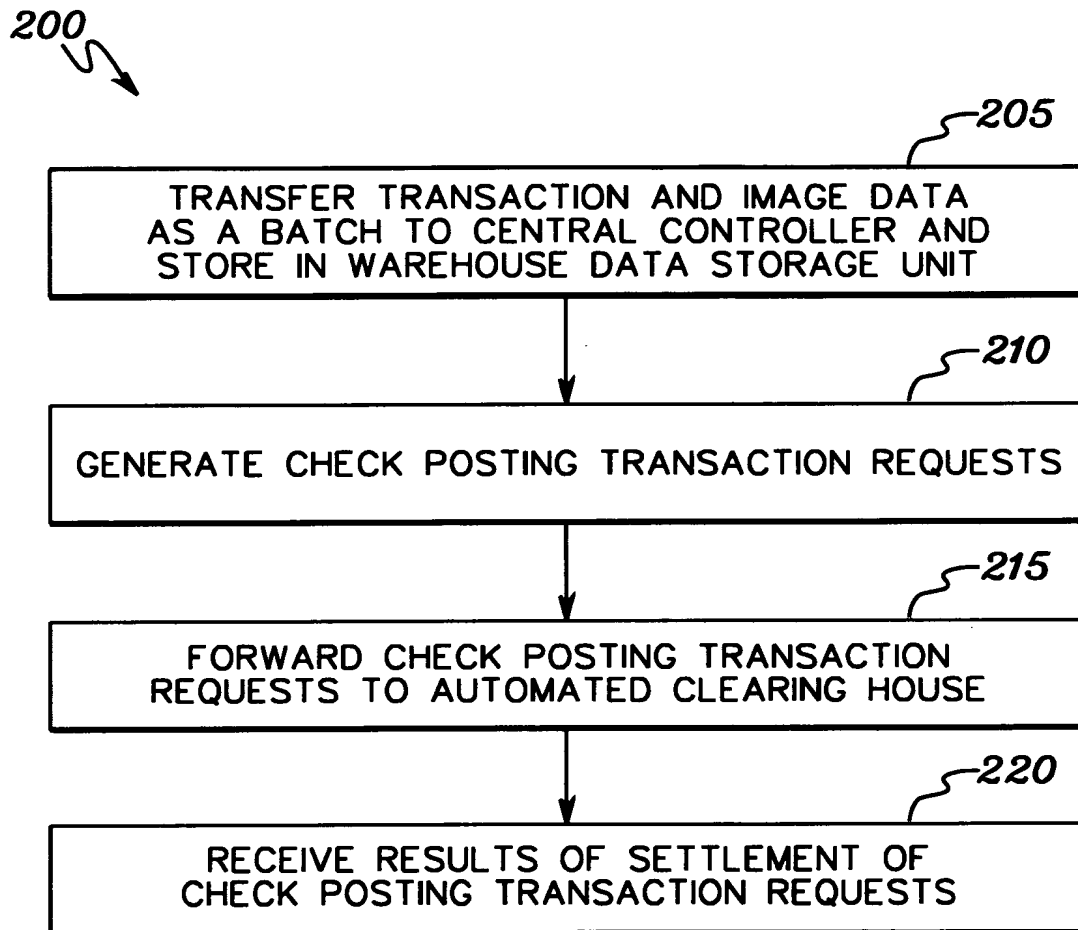 200
205
TRANSFER TRANSACTION AND IMAGE DATA
AS A BATCH TO CENTRAL CONTROLLER AND
STORE IN WAREHOUSE DATA STORAGE UNIT
210
GENERATE CHECK POSTING TRANSACTION REQUESTS
215
FORWARD CHECK POSTING TRANSACTION
REQUESTS TO AUTOMATED CLEARING HOUSE
220
RECEIVE RESULTS OF SETTLEMENT OF
CHECK POSTING TRANSACTION REQUESTS